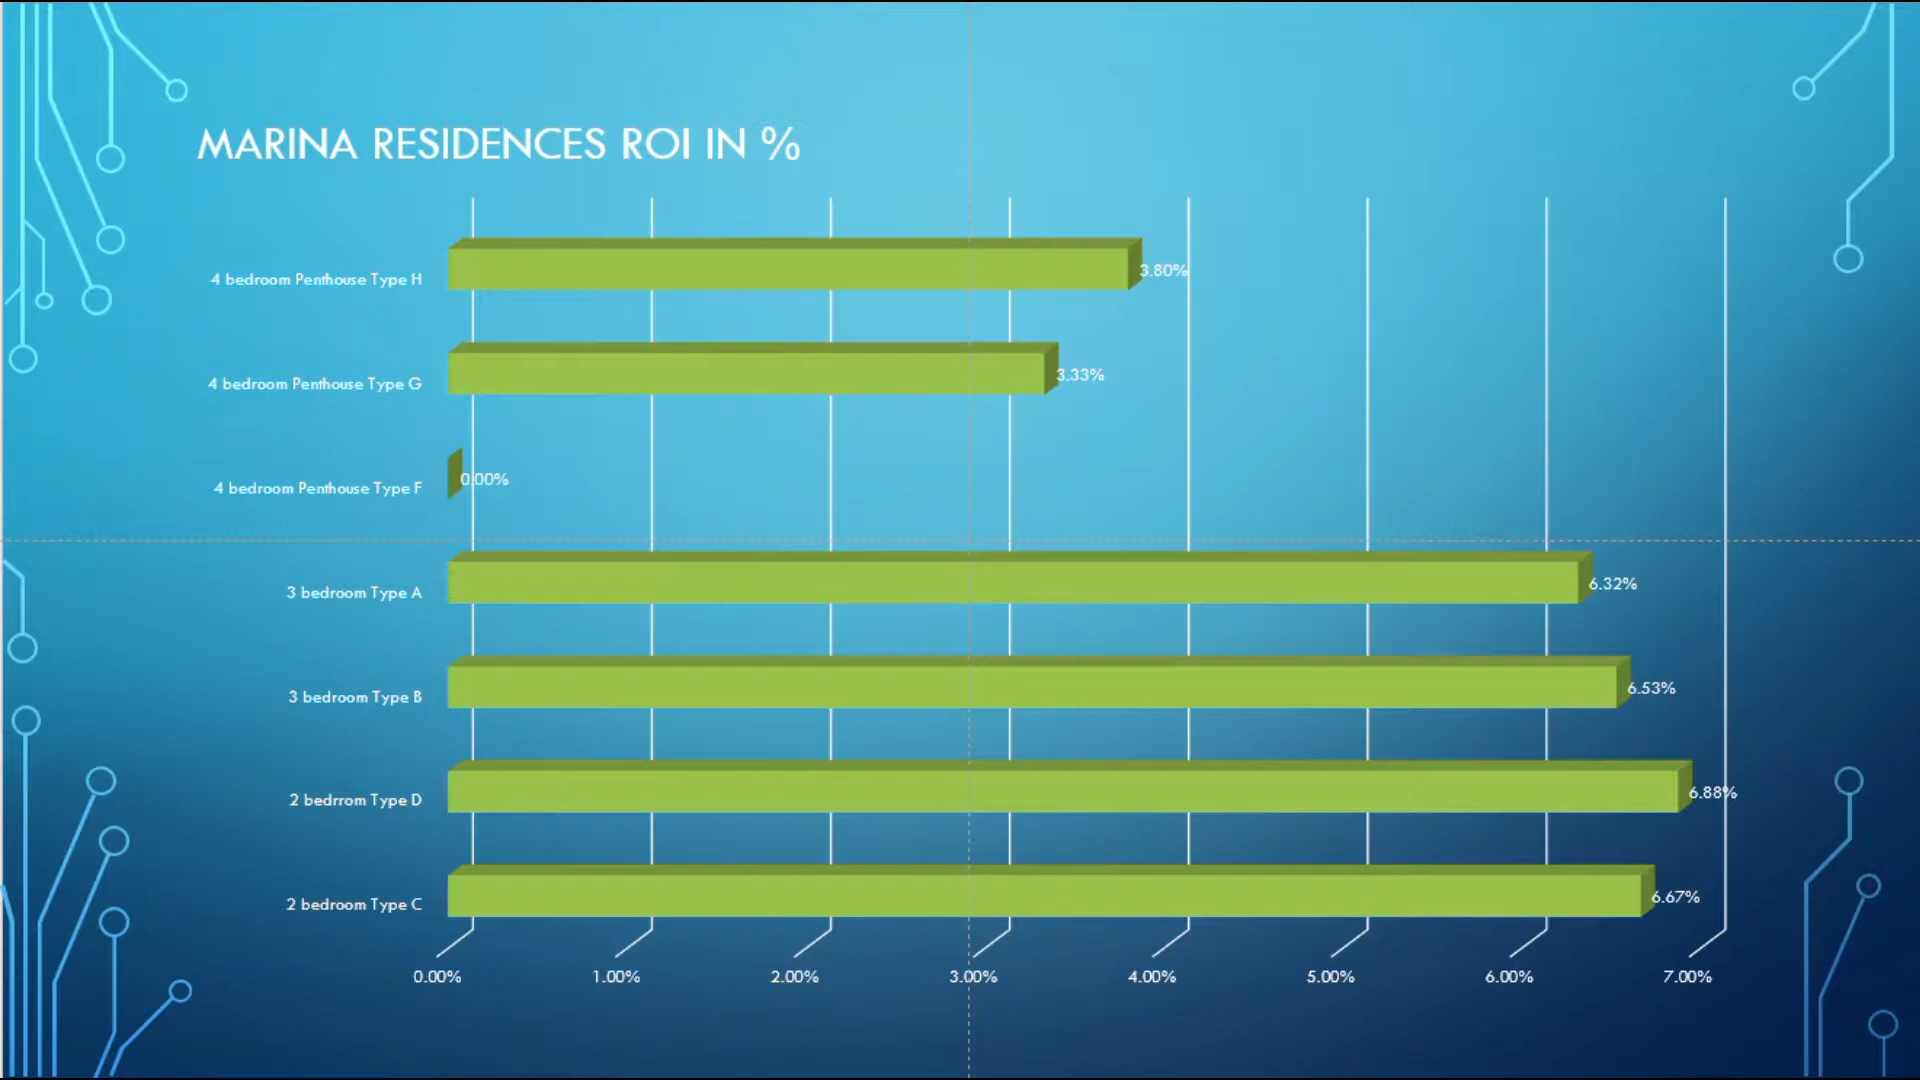 MARINA RESIDENCES ROI IN %
4 bedroom Penthouse Type H
3.80%
4 bedroom Penthouse Type G
3.33%
4 bedroom Penthouse Type F
0.00%
3 bedroom Type A
6.32%
3 bedroom Type B
6.53%
2 bedrrom Type D
6.88%
2 bedroom Type C
6.67%
0.00% 1.00% 2.00% 3.00% 4.00% 5.00% 6.00% 7.00%